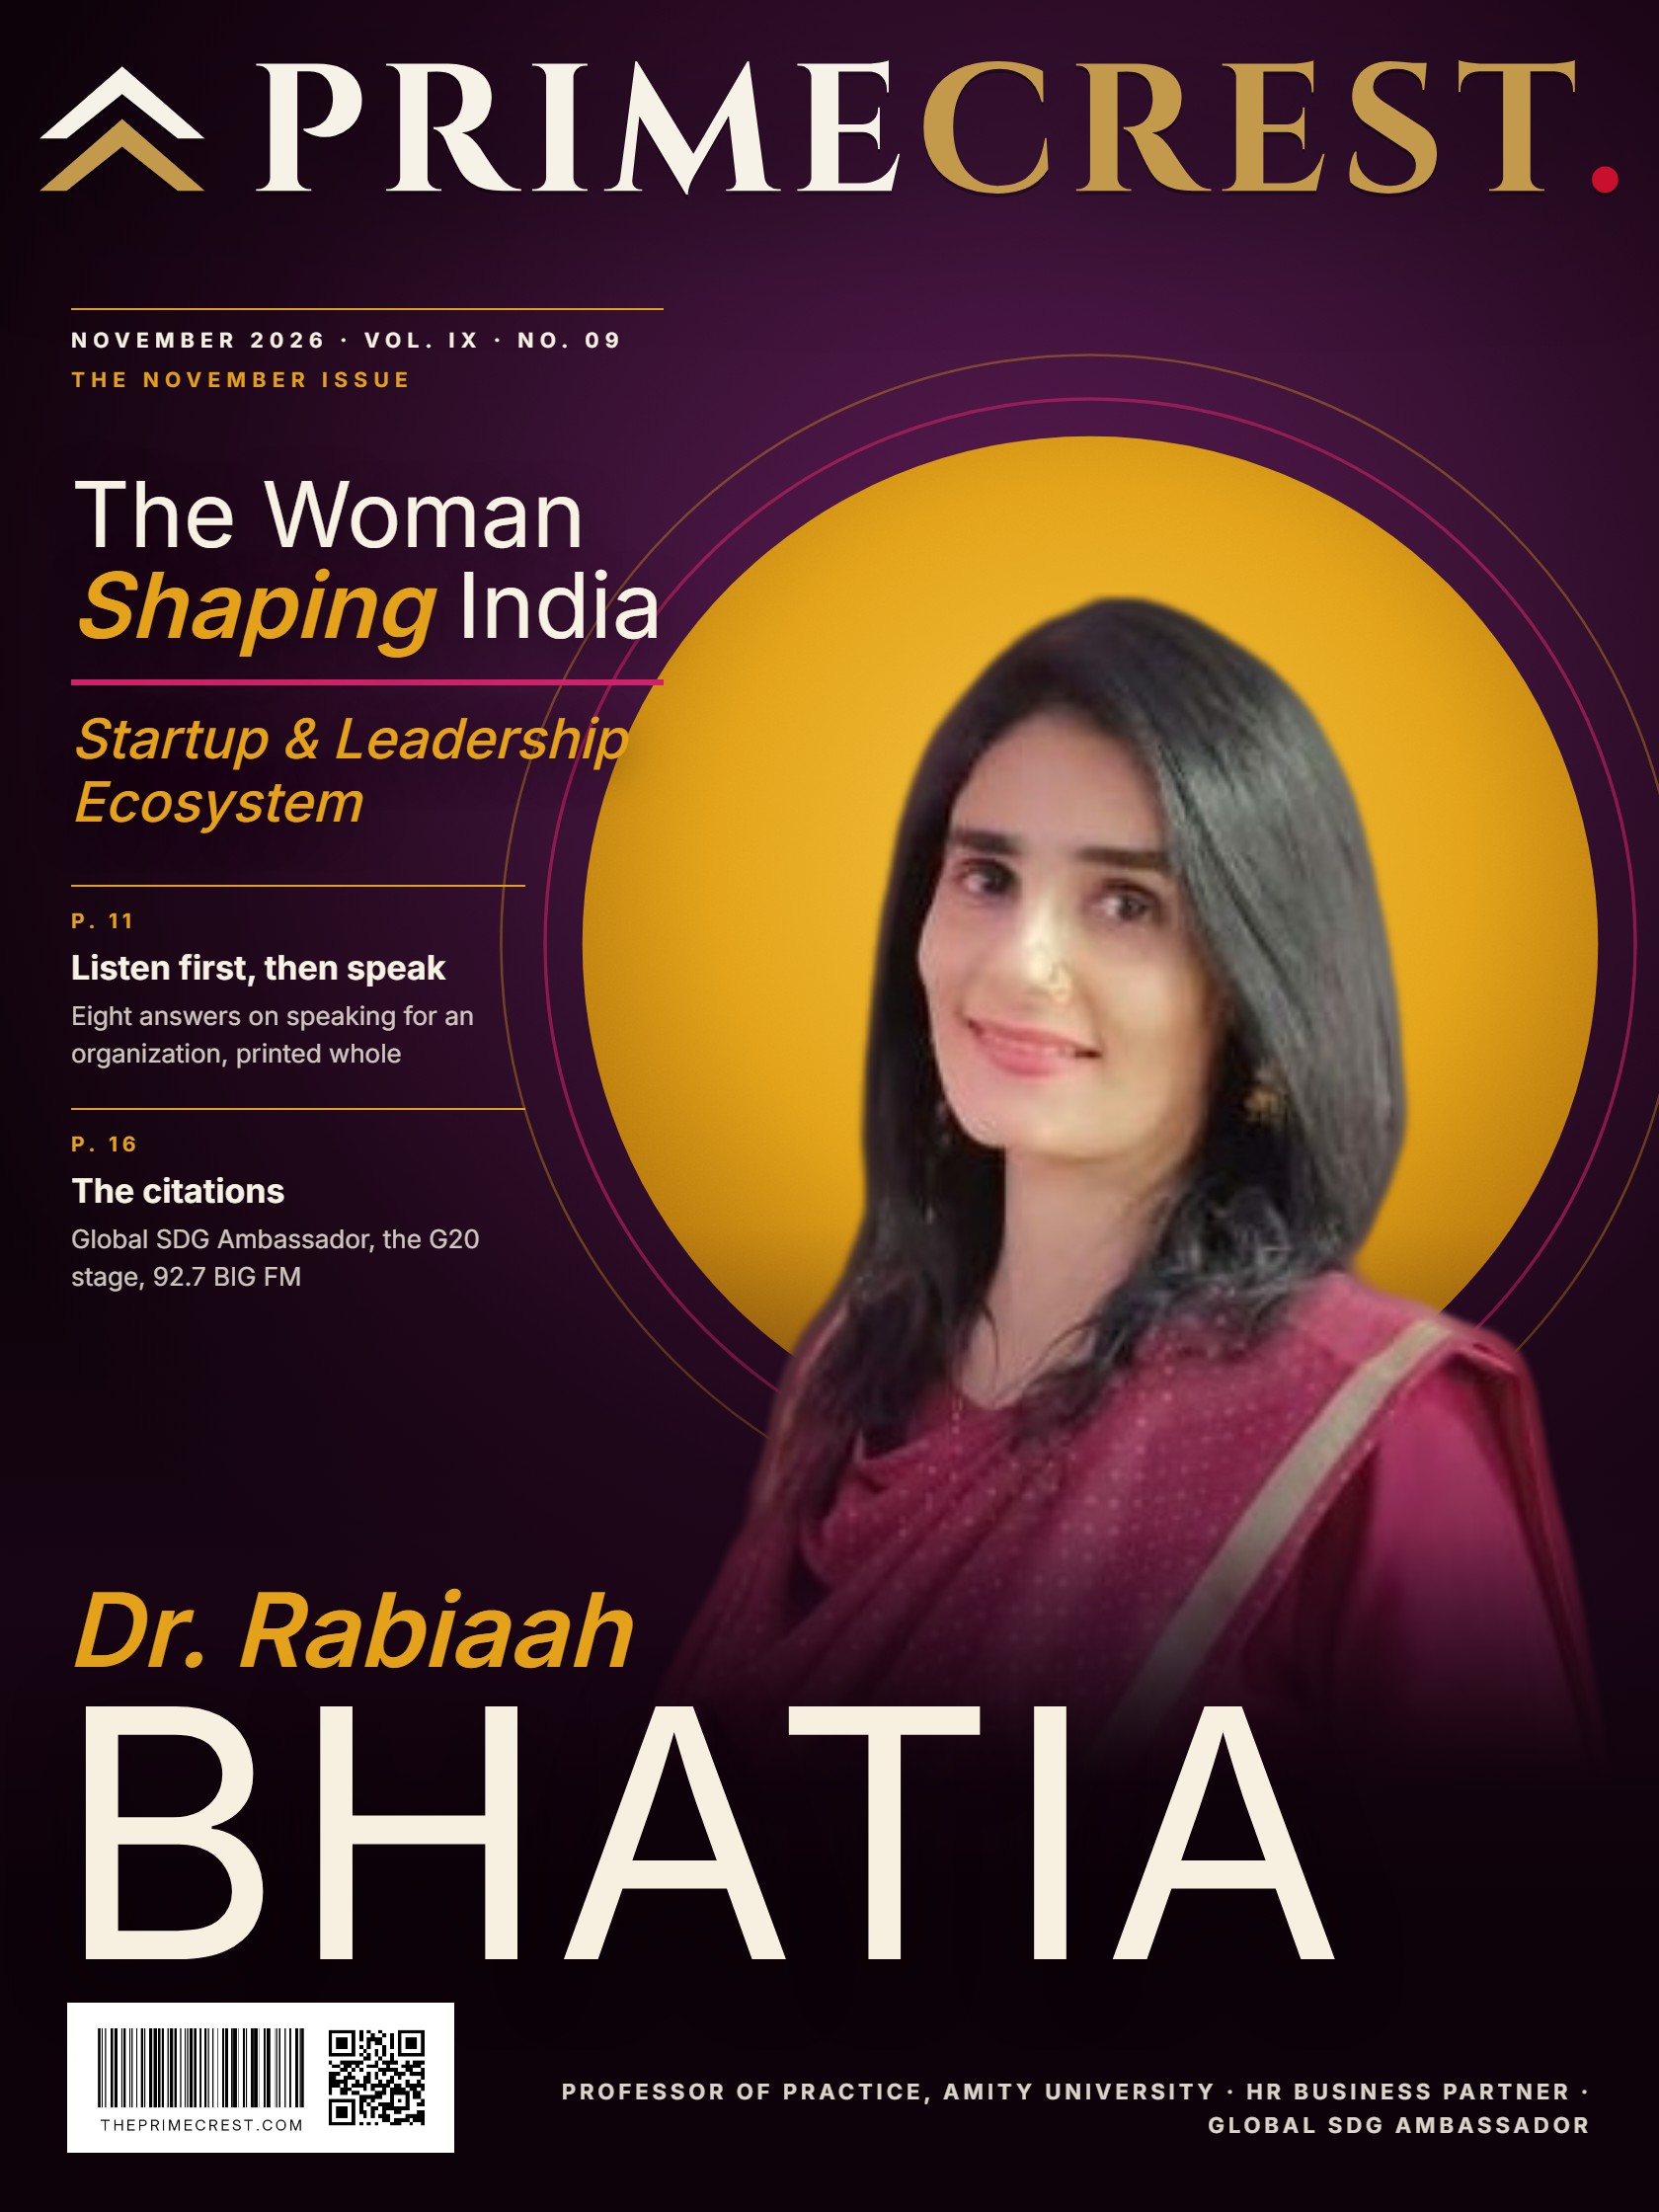 PRIMECREST.
NOVEMBER 2026 · VOL. IX · NO. 09
THE NOVEMBER ISSUE
The Woman
Shaping India
Startup & Leadership
Ecosystem
P. 11
Listen first, then speak
Eight answers on speaking for an
organization, printed whole
P. 16
The citations
Global SDG Ambassador, the G20
stage, 92.7 BIG FM
Dr. Rabiaah
BHATIA
THEPRIMECREST.COM
PROFESSOR OF PRACTICE, AMITY UNIVERSITY · HR BUSINESS PARTNER ·
GLOBAL SDG AMBASSADOR